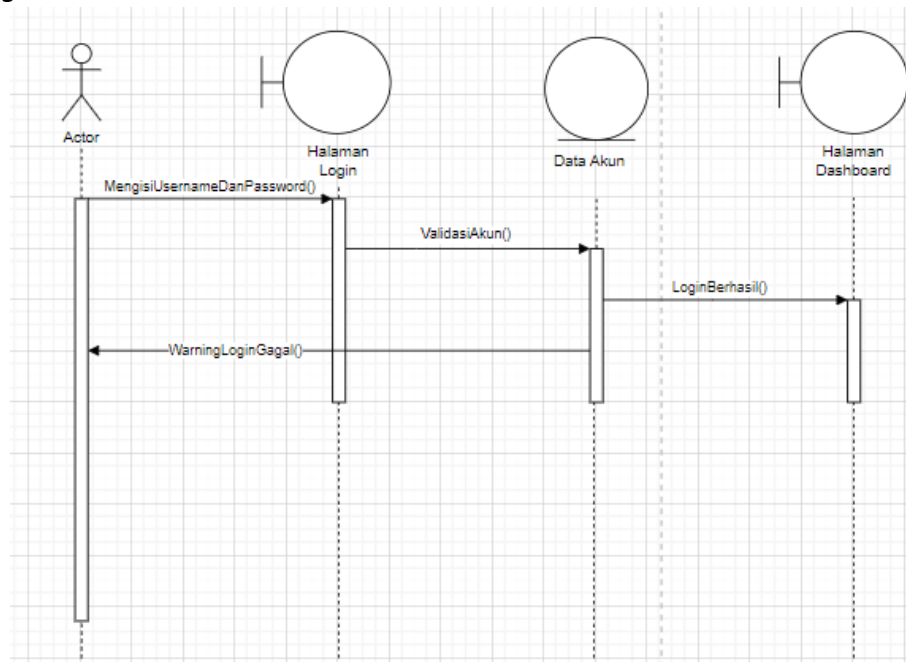 Actor
Halaman
Login
Data Akun
Halaman
Dashboard
MengisiUsernameDanPassword()
ValidasiAkun()
LoginBerhasil()
WarningLoginGagal()